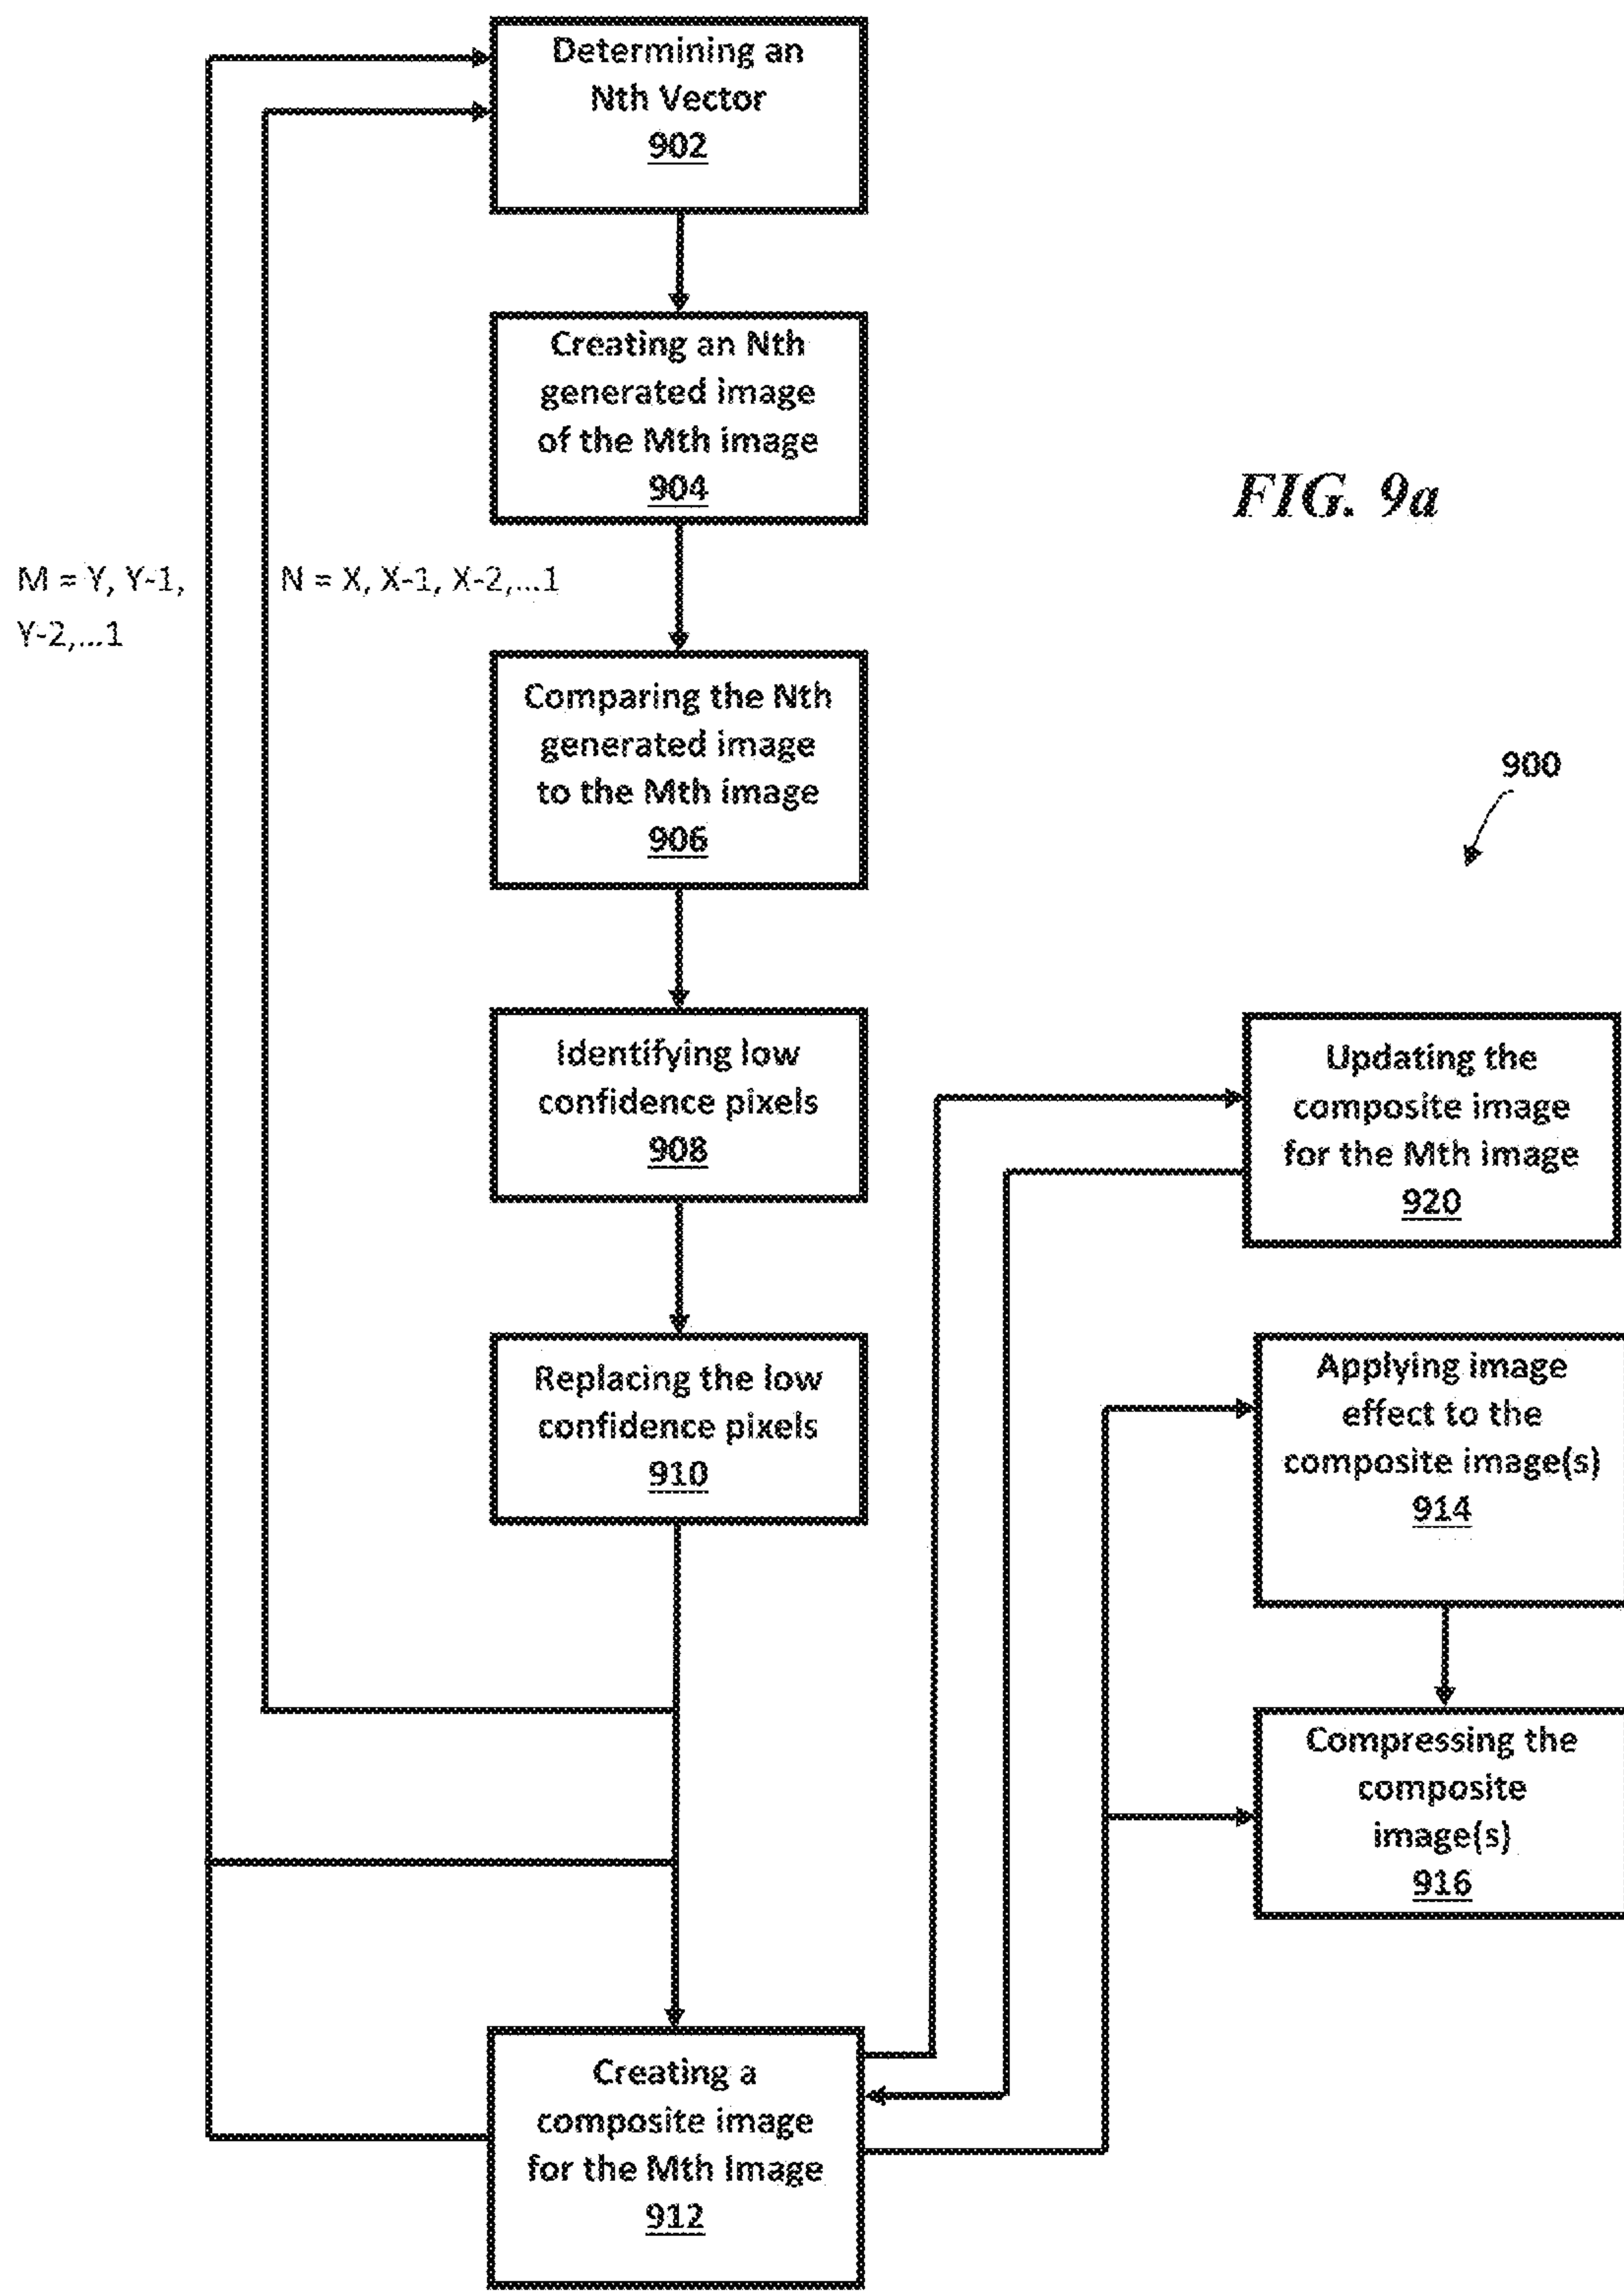 Determining an
Nth Vector
902
Creating an Nth
generated image
of the Mth image
904
FIG. 9a
M = Y, Y-1,
Y-2,...1
N = X, X-1, X-2,...1
Comparing the Nth
generated image
to the Mth image
906
900
Identifying low
confidence pixels
908
Updating the
composite image
for the Mth image
920
Replacing the low
confidence pixels
910
Applying image
effect to the
composite image(s)
914
Compressing the
composite
image(s)
916
Creating a
composite image
for the Mth Image
912